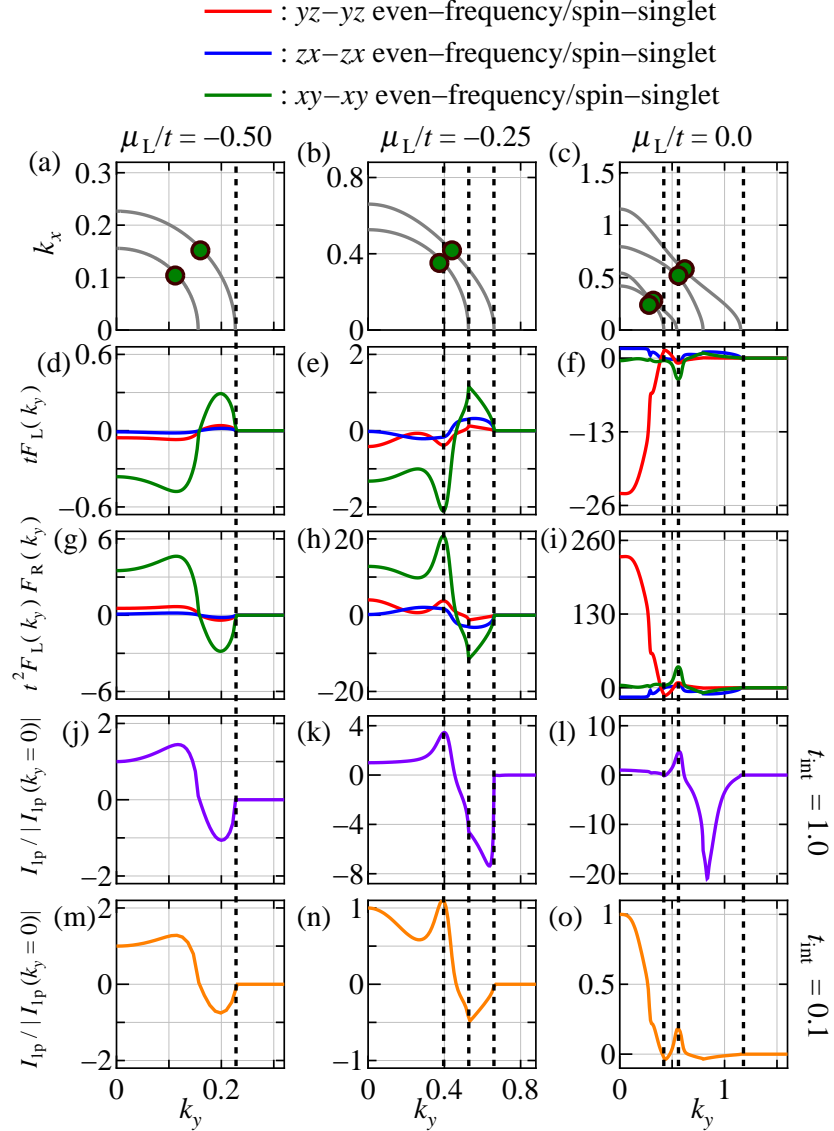 : yz−yz even−frequency/spin−singlet
: zx−zx even−frequency/spin−singlet
: xy−xy even−frequency/spin−singlet
μL/t = −0.50
μL/t = −0.25
μL/t = 0.0
(a)
(b)
(c)
kx
0.3
0.2
0.1
0
0.8
0.4
0
1.5
1
0.5
0
(d)
(e)
(f)
tFL(ky)
0.6
0
−0.6
2
0
−2
0
−13
−26
(g)
(h)
(i)
t²FL(ky)FR(ky)
6
0
−6
20
0
−20
260
130
0
(j)
(k)
(l)
I1p/|I1p(ky=0)|
2
0
−2
4
0
−4
−8
10
0
−10
−20
tint = 1.0
(m)
(n)
(o)
I1p/|I1p(ky=0)|
2
0
−2
1
0
−1
1
0.5
0
tint = 0.1
0
0.2
0
0.4
0.8
0
1
ky
ky
ky